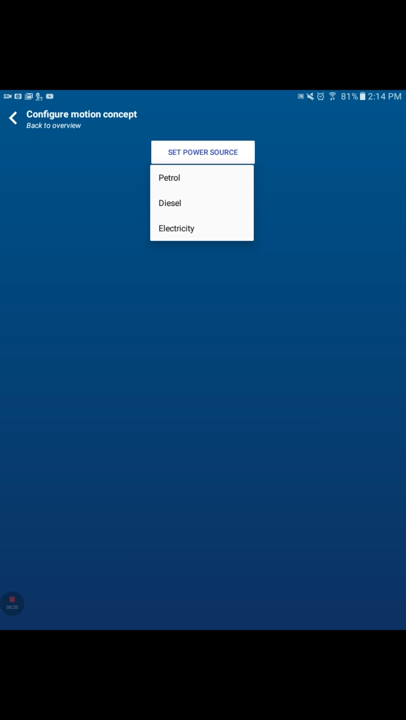 81% 2:14 PM
Configure motion concept
Back to overview
SET POWER SOURCE
Petrol
Diesel
Electricity